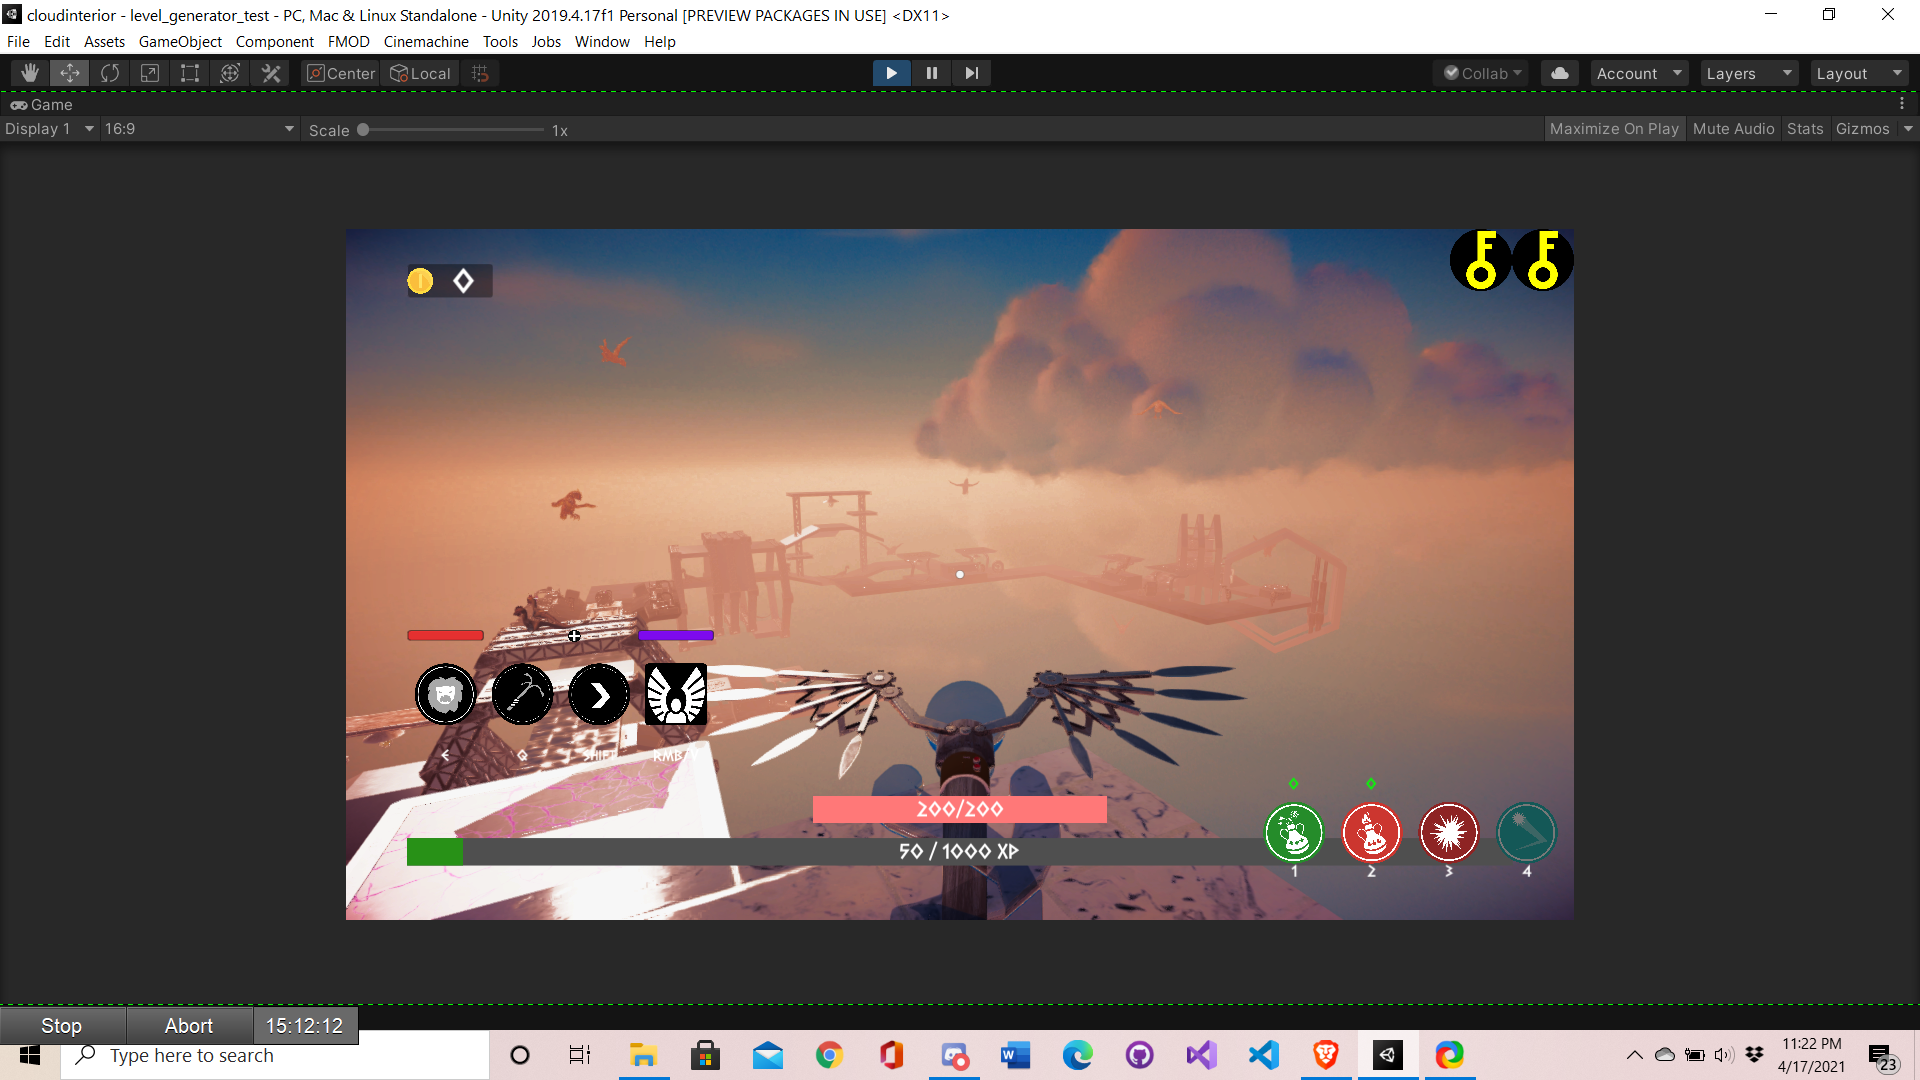 cloudinterior - level_generator_test - PC, Mac & Linux Standalone - Unity 2019.4.17f1 Personal [PREVIEW PACKAGES IN USE] <DX11>
File Edit Assets GameObject Component FMOD Cinemachine Tools Jobs Window Help
Center Local Collab Account Layers Layout
Game
Display 1 16:9 Scale 1x Maximize On Play Mute Audio Stats Gizmos
Q SHIFT RMB/V
200/200
50 / 1000 XP
1 2 3 4
Stop Abort 15:12:12
Type here to search
11:22 PM
4/17/2021
23